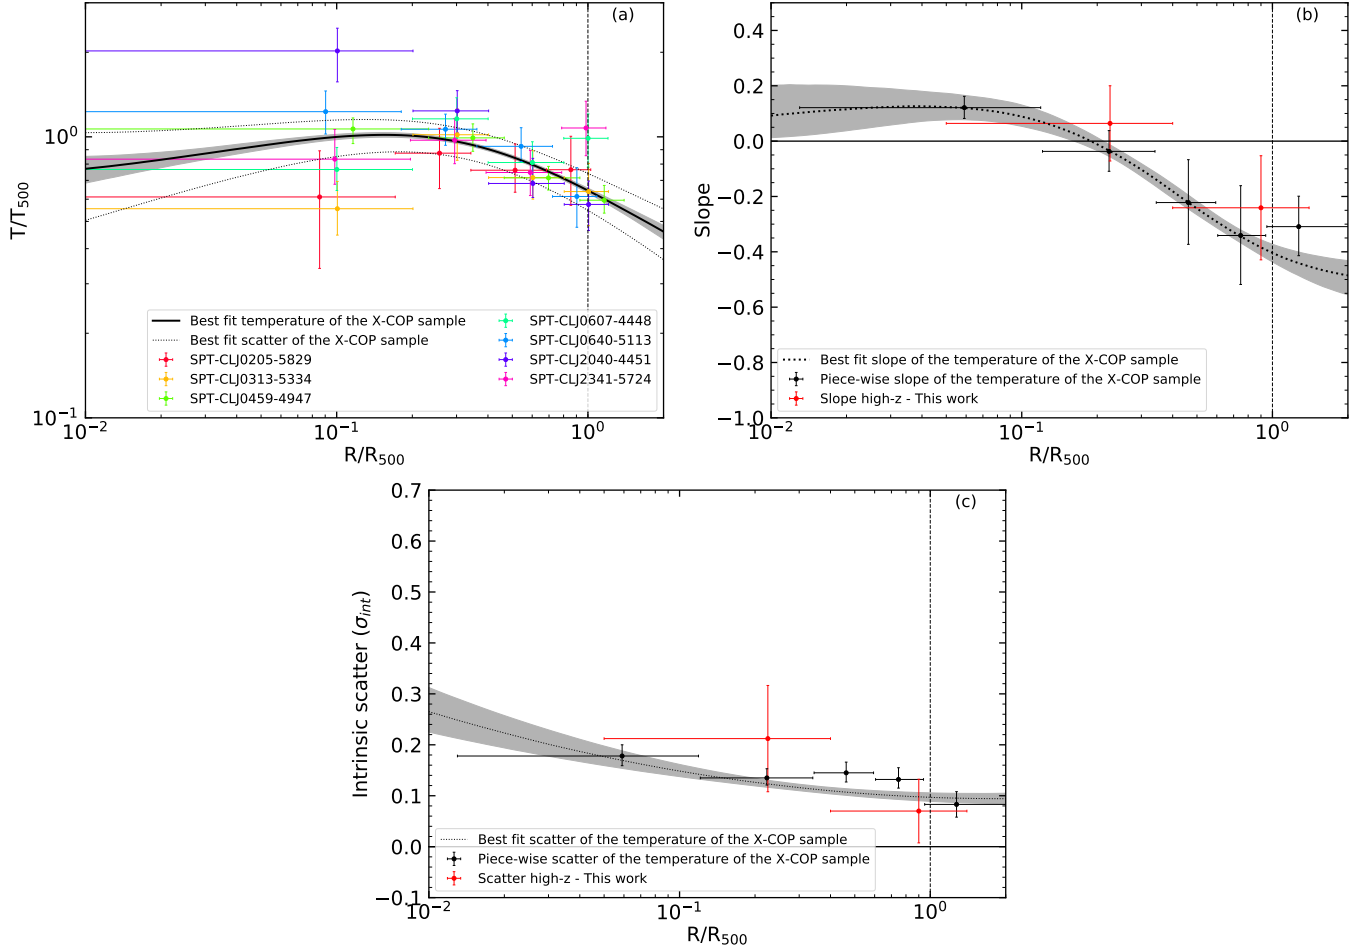 (a)
T/T500
10^0
10^-1
10^-2
10^-1
10^0
R/R500
Best fit temperature of the X-COP sample
Best fit scatter of the X-COP sample
SPT-CLJ0205-5829
SPT-CLJ0313-5334
SPT-CLJ0459-4947
SPT-CLJ0607-4448
SPT-CLJ0640-5113
SPT-CLJ2040-4451
SPT-CLJ2341-5724
(b)
Slope
0.4
0.2
0.0
−0.2
−0.4
−0.6
−0.8
−1.0
10^-2
10^-1
10^0
R/R500
Best fit slope of the temperature of the X-COP sample
Piece-wise slope of the temperature of the X-COP sample
Slope high-z - This work
(c)
Intrinsic scatter (σint)
0.7
0.6
0.5
0.4
0.3
0.2
0.1
0.0
−0.1
10^-2
10^-1
10^0
R/R500
Best fit scatter of the temperature of the X-COP sample
Piece-wise scatter of the temperature of the X-COP sample
Scatter high-z - This work